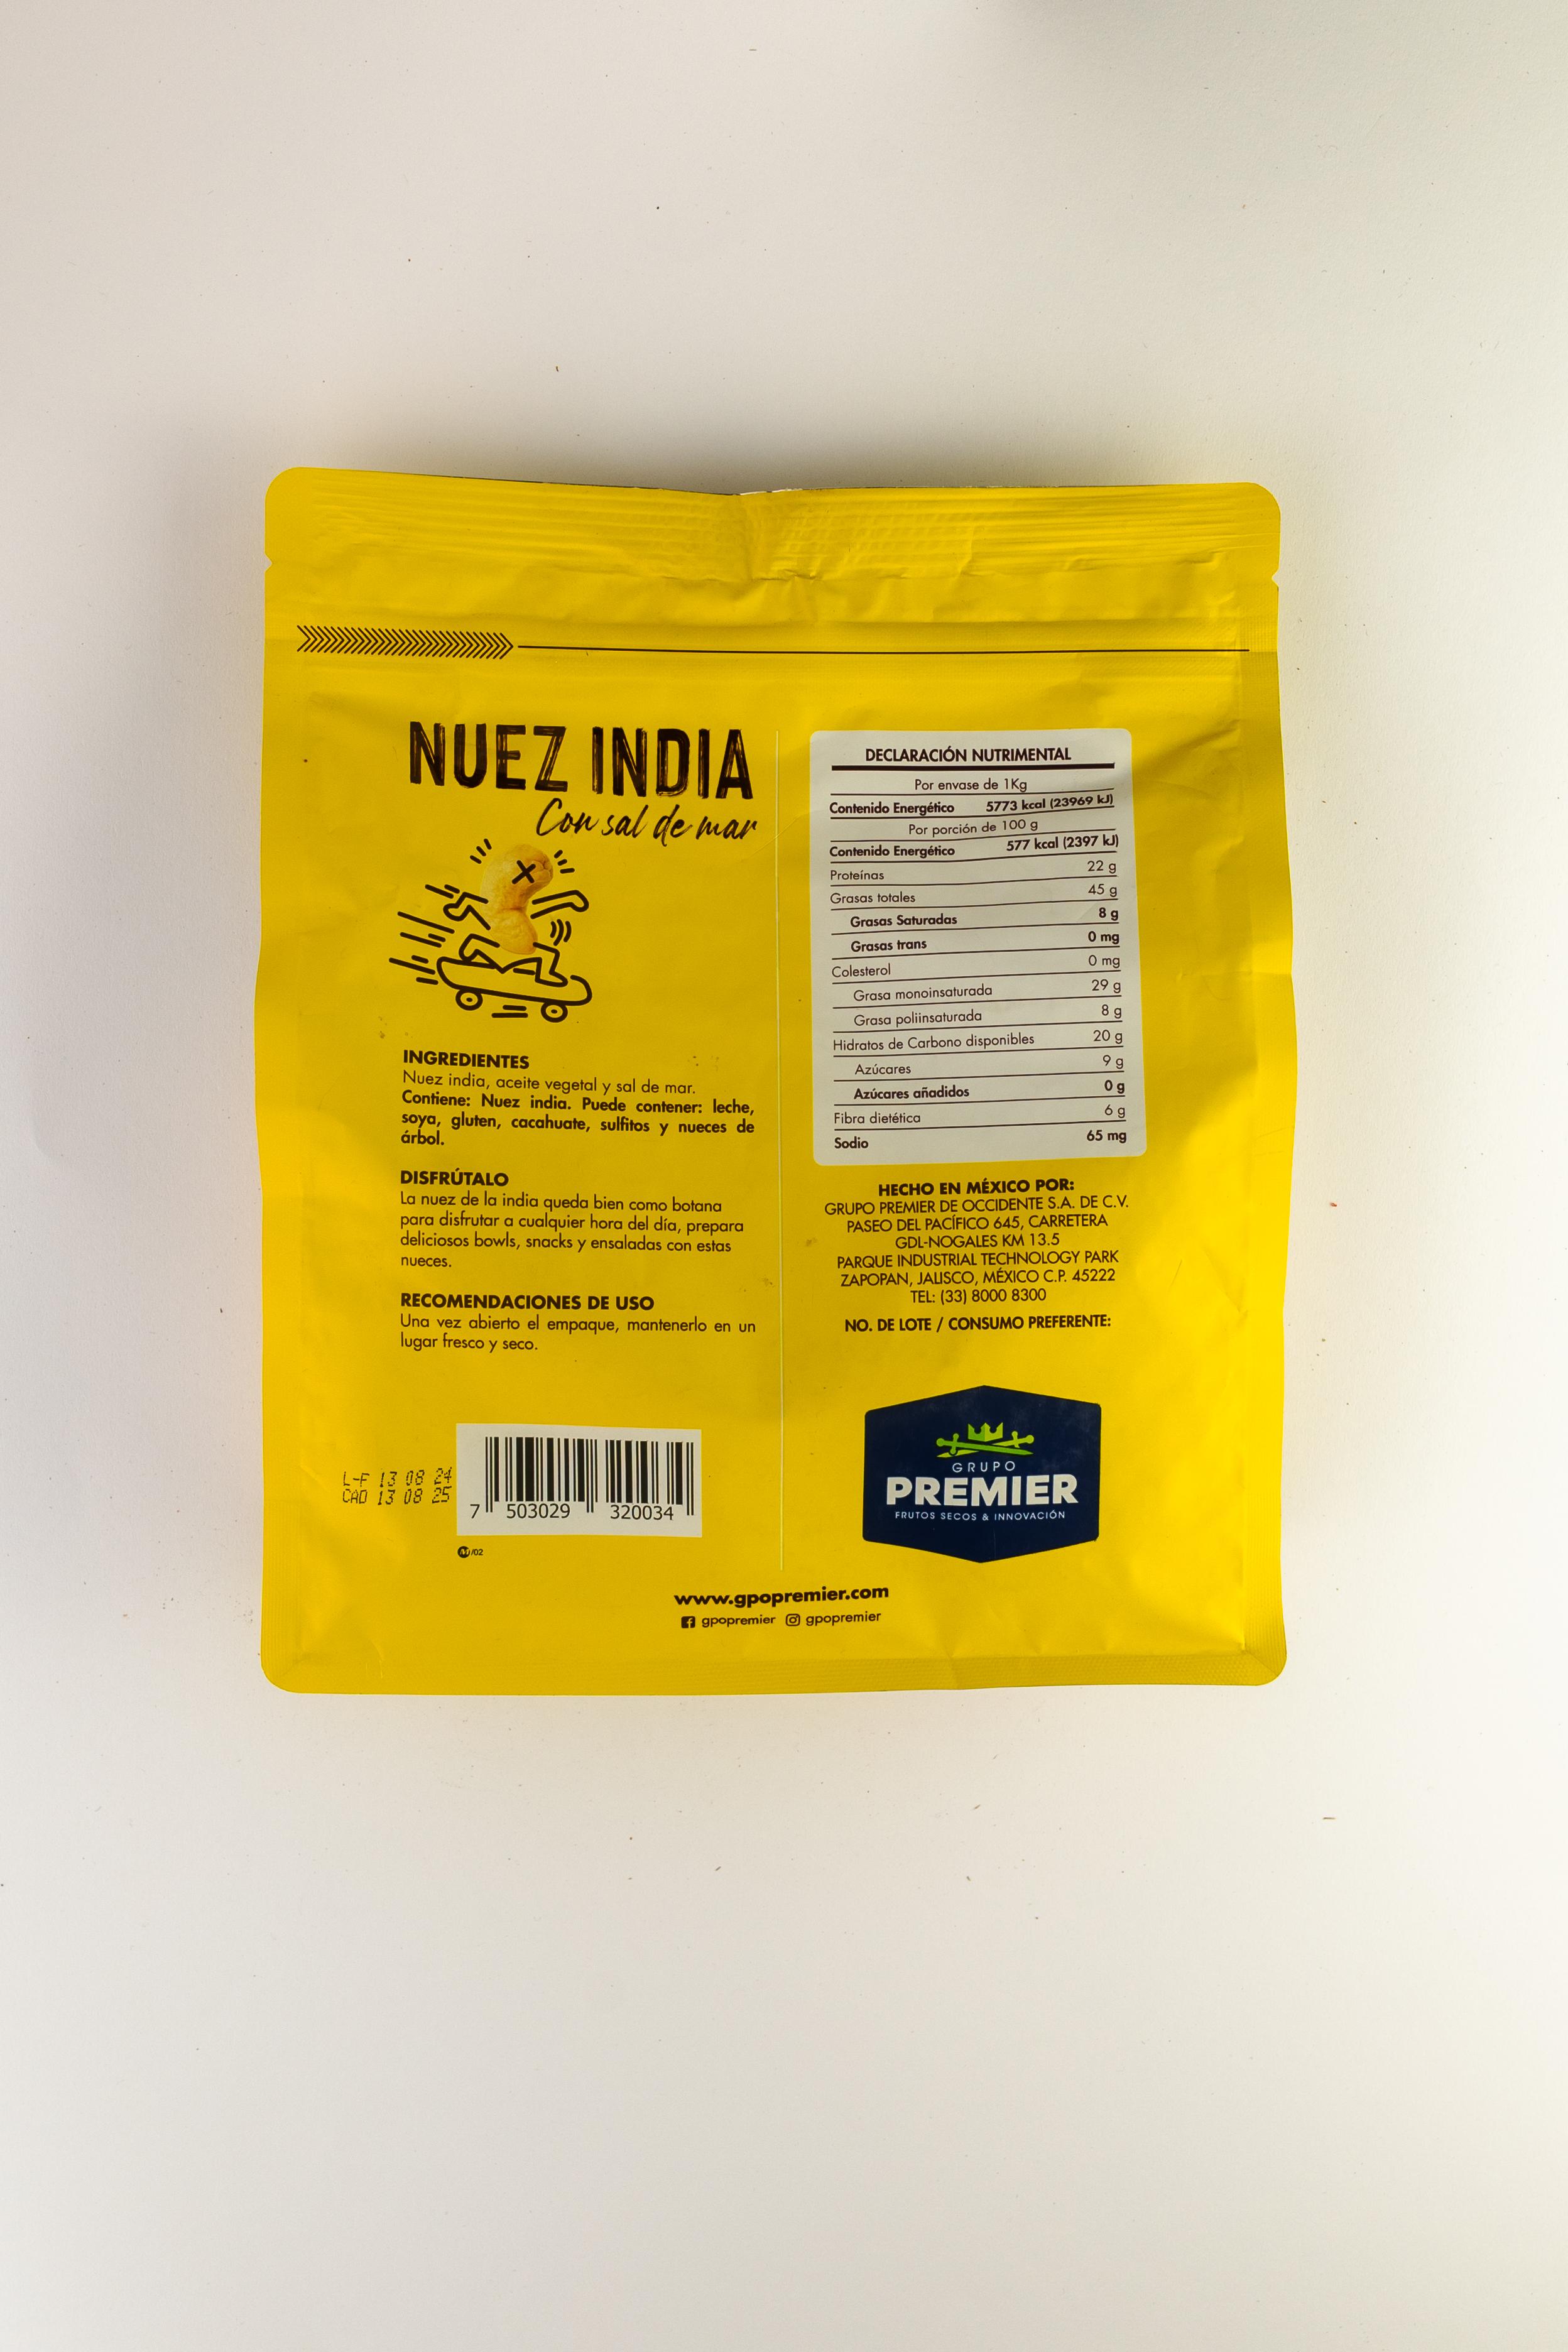 NUEZ INDIA
Con sal de mar
INGREDIENTES
Nuez india, aceite vegetal y sal de mar.
Contiene: Nuez india. Puede contener: leche,
soya, gluten, cacahuate, sulfitos y nueces de
árbol.
DISFRÚTALO
La nuez de la india queda bien como botana
para disfrutar a cualquier hora del día, prepara
deliciosos bowls, snacks y ensaladas con estas
nueces.
RECOMENDACIONES DE USO
Una vez abierto el empaque, mantenerlo en un
lugar fresco y seco.
L-F 13 08 24
CAD 13 08 25
7 503029 320034
/02
DECLARACIÓN NUTRIMENTAL
Por envase de 1Kg
Contenido Energético 5773 kcal (23969 kJ)
Por porción de 100 g
Contenido Energético 577 kcal (2397 kJ)
Proteínas 22 g
Grasas totales 45 g
Grasas Saturadas 8 g
Grasas trans 0 mg
Colesterol 0 mg
Grasa monoinsaturada 29 g
Grasa poliinsaturada 8 g
Hidratos de Carbono disponibles 20 g
Azúcares 9 g
Azúcares añadidos 0 g
Fibra dietética 6 g
Sodio 65 mg
HECHO EN MÉXICO POR:
GRUPO PREMIER DE OCCIDENTE S.A. DE C.V.
PASEO DEL PACÍFICO 645, CARRETERA
GDL-NOGALES KM 13.5
PARQUE INDUSTRIAL TECHNOLOGY PARK
ZAPOPAN, JALISCO, MÉXICO C.P. 45222
TEL: (33) 8000 8300
NO. DE LOTE / CONSUMO PREFERENTE:
GRUPO
PREMIER
FRUTOS SECOS & INNOVACIÓN
www.gpopremier.com
gpopremier gpopremier